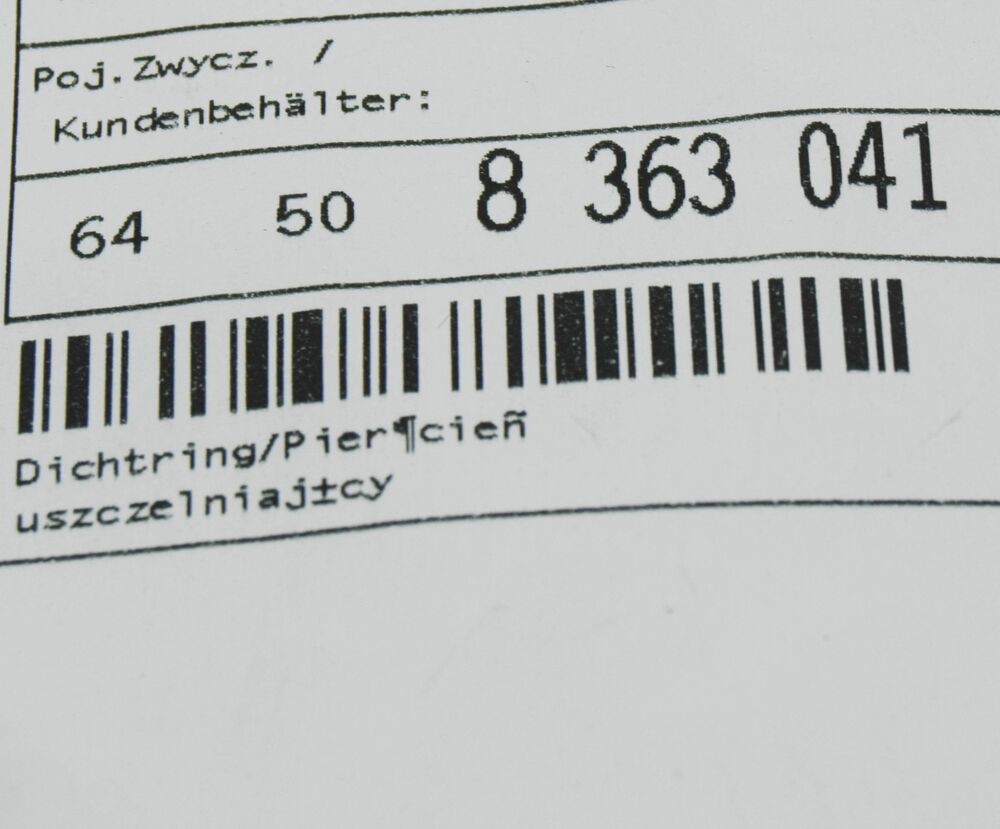 Poj.Zwycz. /
Kundenbehälter:
64 50 8 363 041
Dichtring/Pier¶cieñ
uszczelniaj±cy